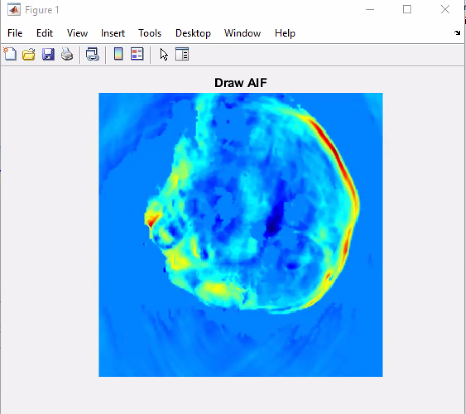 Figure 1
File Edit View Insert Tools Desktop Window Help
Draw AIF